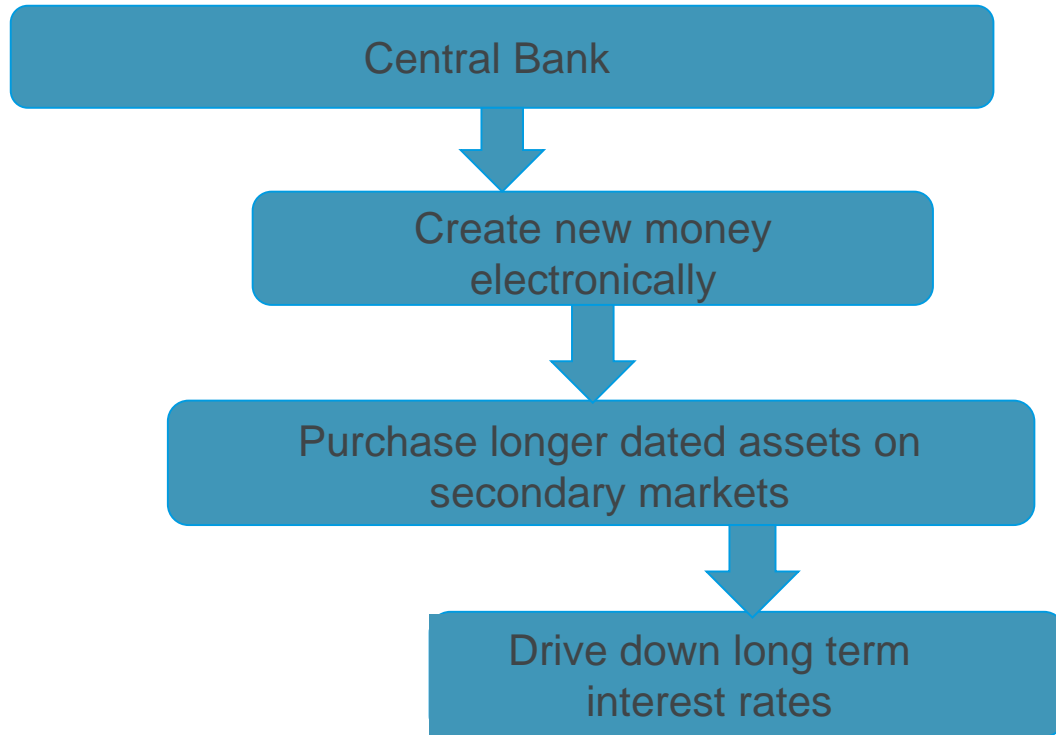 Central Bank
Create new money
electronically
Purchase longer dated assets on
secondary markets
Drive down long term
interest rates